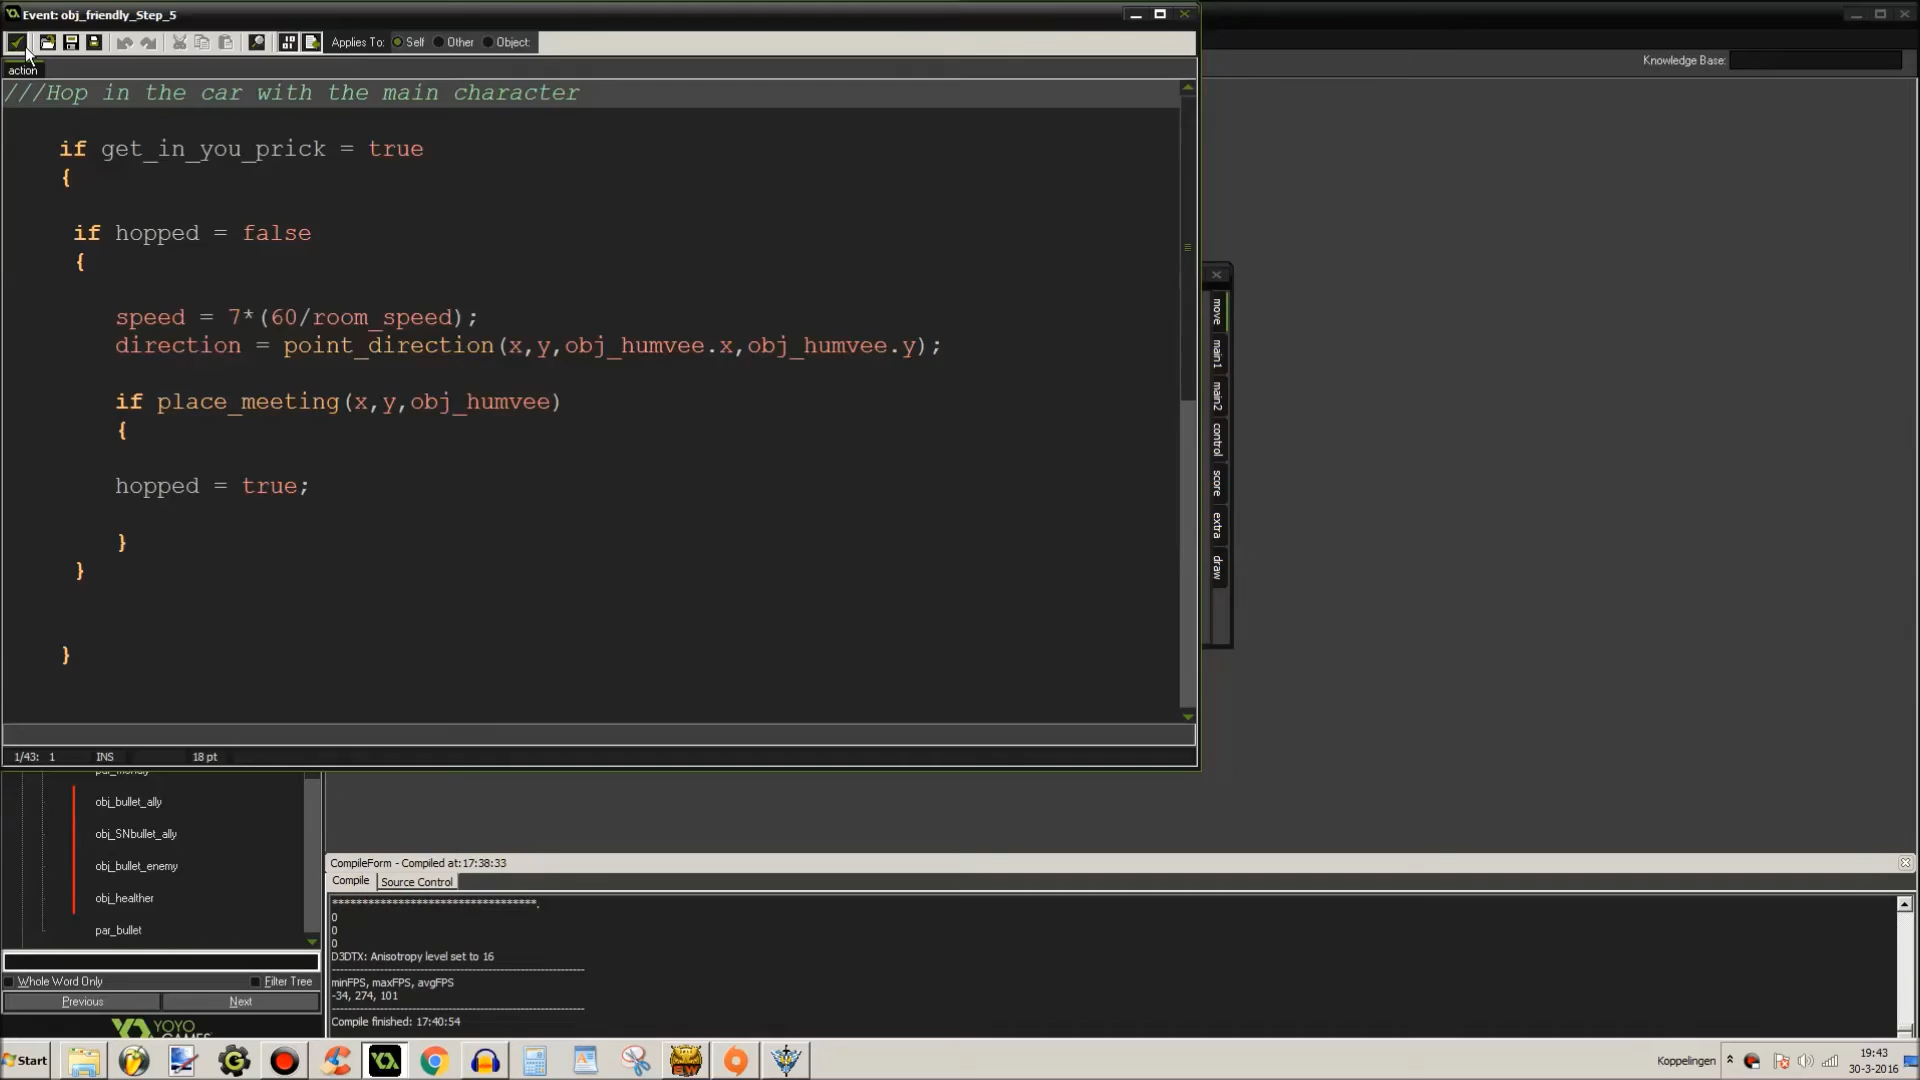 Event: obj_friendly_Step_5
Applies To: Self Other Object:
Knowledge Base:
action
///Hop in the car with the main character
if get_in_you_prick = true
{
if hopped = false
{
speed = 7*(60/room_speed);
direction = point_direction(x,y,obj_humvee.x,obj_humvee.y);
if place_meeting(x,y,obj_humvee)
{
hopped = true;
}
}
}
move
main1
main2
control
score
extra
draw
1/43: 1 INS 18 pt
obj_bullet_ally
obj_SNbullet_ally
obj_bullet_enemy
obj_healther
par_bullet
Whole Word Only Filter Tree
Previous Next
YOYO
GAMES
CompileForm - Compiled at:17:38:33
Compile Source Control
************************************.
0
0
0
D3DTX: Anisotropy level set to 16
minFPS, maxFPS, avgFPS
-34, 274, 101
Compile finished: 17:40:54
Start
EW
Koppelingen
19:43
30-3-2016